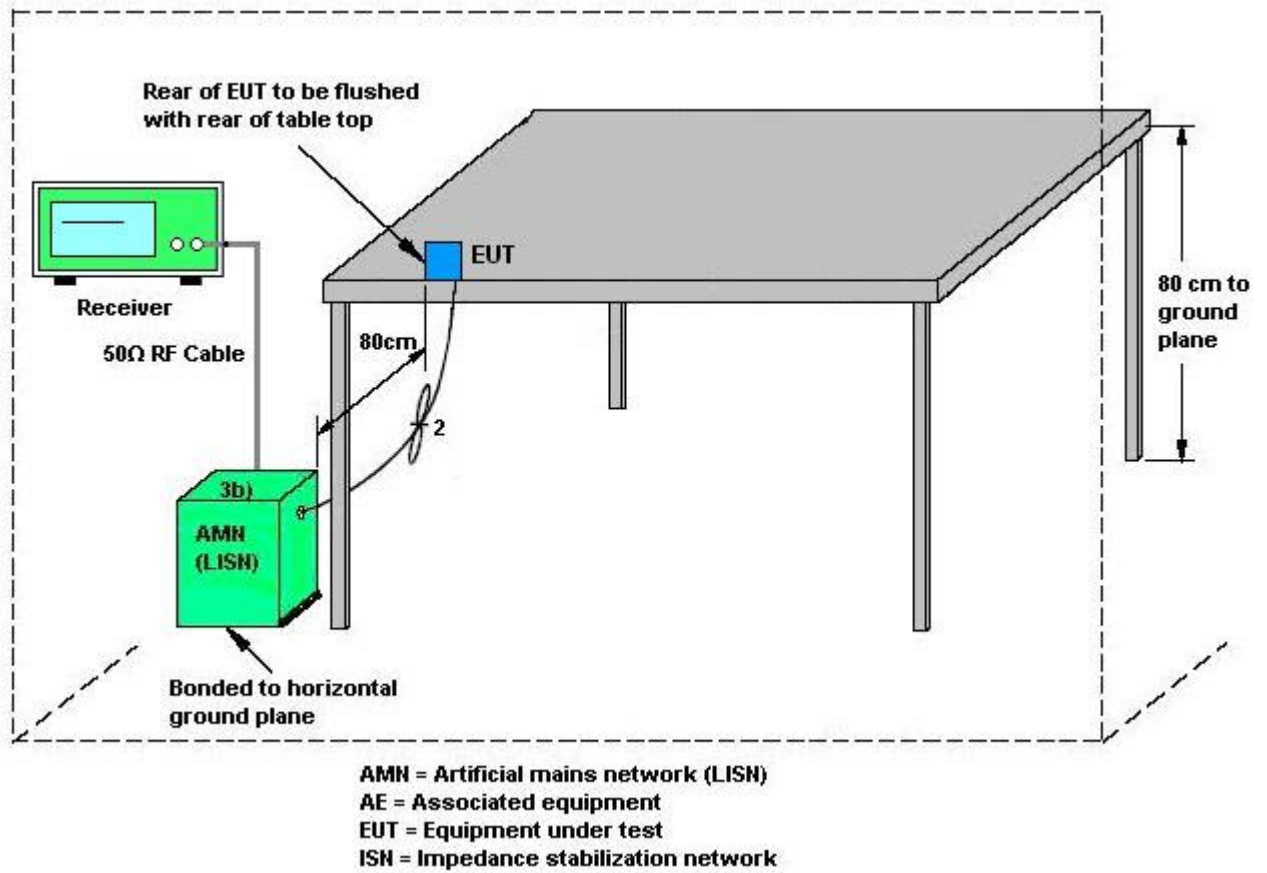 Rear of EUT to be flushed
with rear of table top
EUT
Receiver
50Ω RF Cable
80cm
80 cm to
ground
plane
2
3b)
AMN
(LISN)
Bonded to horizontal
ground plane
AMN = Artificial mains network (LISN)
AE = Associated equipment
EUT = Equipment under test
ISN = Impedance stabilization network